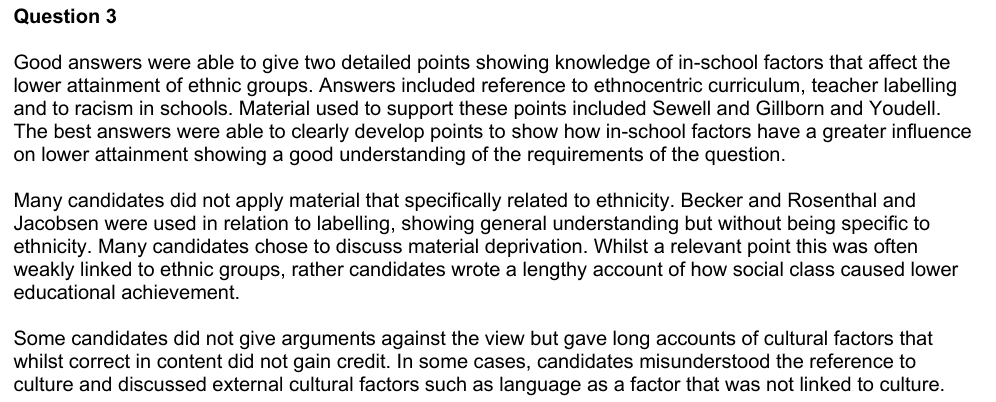 Question 3
Good answers were able to give two detailed points showing knowledge of in-school factors that affect the
lower attainment of ethnic groups. Answers included reference to ethnocentric curriculum, teacher labelling
and to racism in schools. Material used to support these points included Sewell and Gillborn and Youdell.
The best answers were able to clearly develop points to show how in-school factors have a greater influence
on lower attainment showing a good understanding of the requirements of the question.
Many candidates did not apply material that specifically related to ethnicity. Becker and Rosenthal and
Jacobsen were used in relation to labelling, showing general understanding but without being specific to
ethnicity. Many candidates chose to discuss material deprivation. Whilst a relevant point this was often
weakly linked to ethnic groups, rather candidates wrote a lengthy account of how social class caused lower
educational achievement.
Some candidates did not give arguments against the view but gave long accounts of cultural factors that
whilst correct in content did not gain credit. In some cases, candidates misunderstood the reference to
culture and discussed external cultural factors such as language as a factor that was not linked to culture.